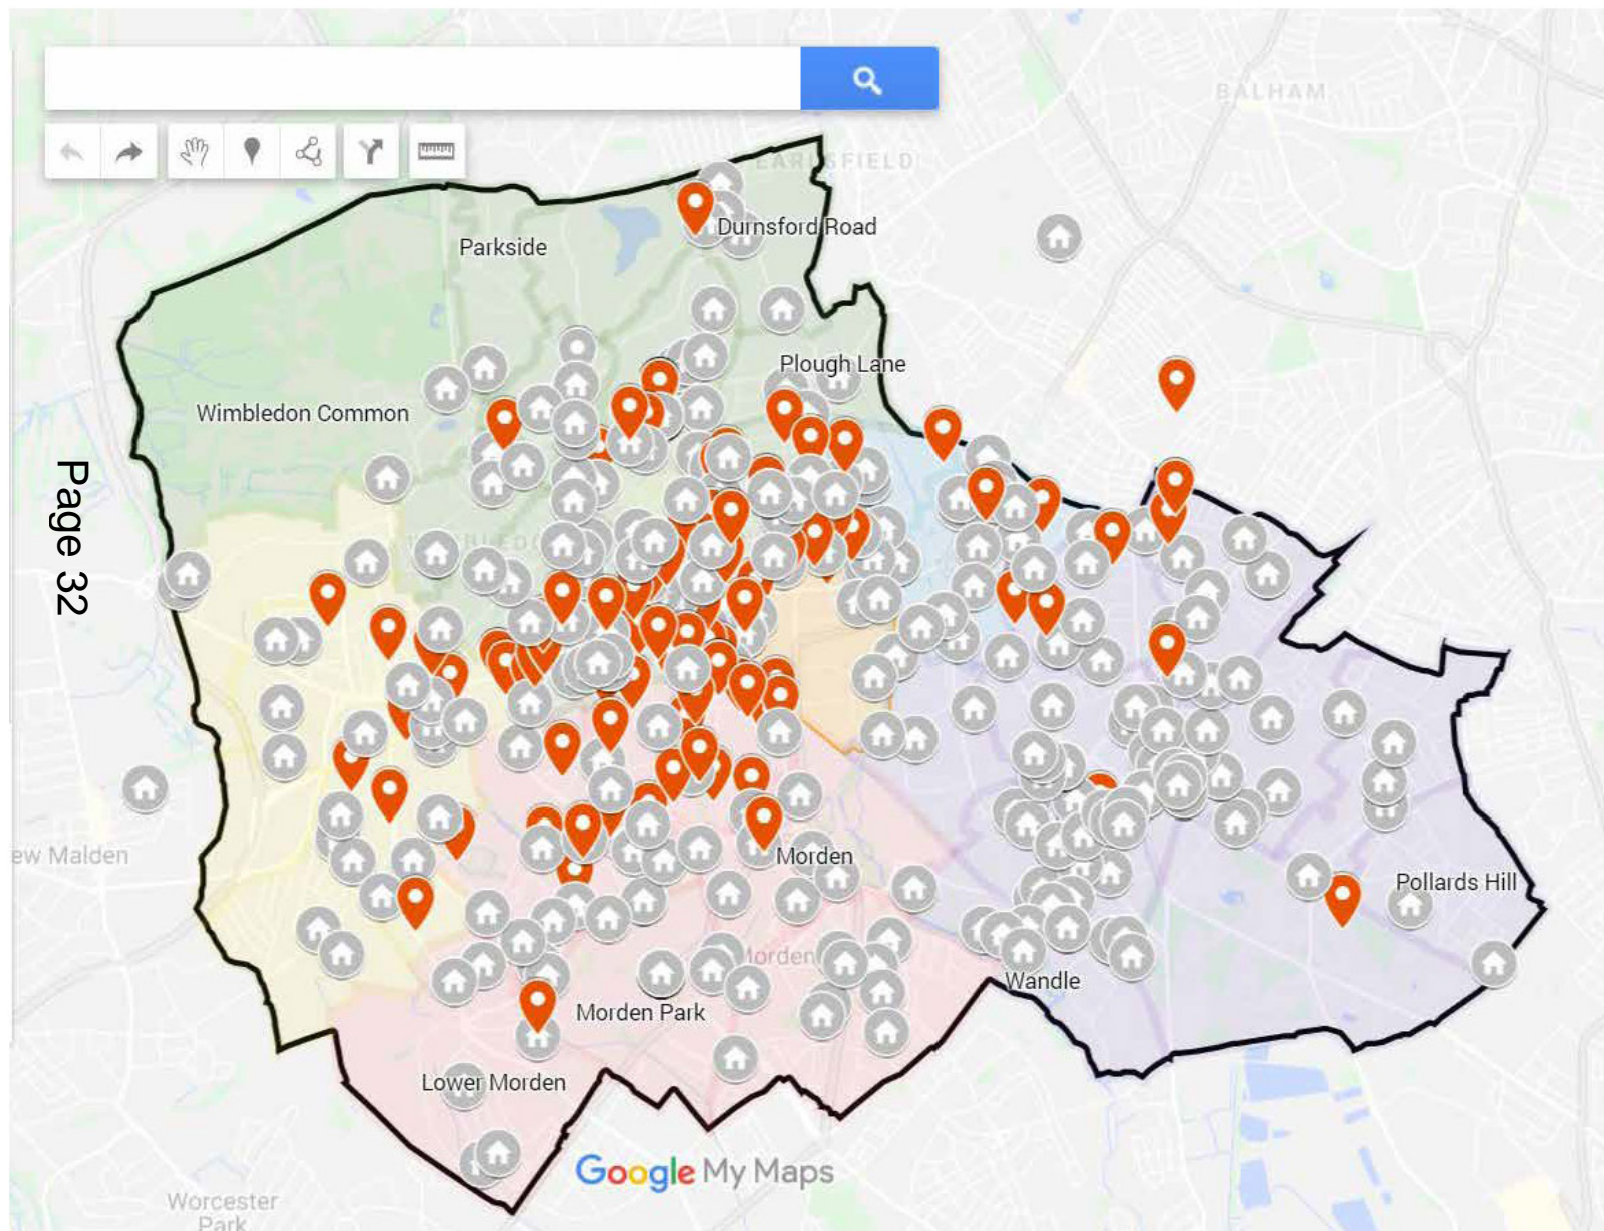 BALHAM
EARLSFIELD
Durnsford Road
Parkside
Plough Lane
Wimbledon Common
Page 32
ew Malden
Morden
Pollards Hill
Morden
Wandle
Morden Park
Lower Morden
Google My Maps
Worcester
Park